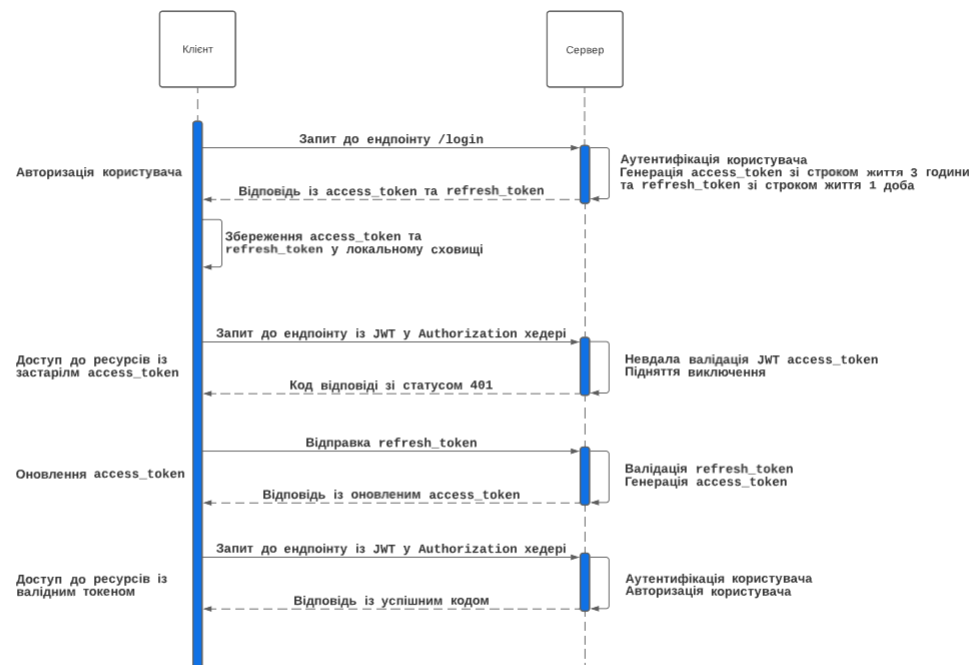 Клієнт
Сервер
Запит до ендпоінту /login
Авторизація користувача
Аутентифікація користувача
Генерація access_token зі строком життя 3 години
та refresh_token зі строком життя 1 доба
Відповідь із access_token та refresh_token
Збереження access_token та
refresh_token у локальному сховищі
Запит до ендпоінту із JWT у Authorization хедері
Доступ до ресурсів із
застарілм access_token
Невдала валідація JWT access_token
Підняття виключення
Код відповіді зі статусом 401
Відправка refresh_token
Оновлення access_token
Валідація refresh_token
Генерація access_token
Відповідь із оновленим access_token
Запит до ендпоінту із JWT у Authorization хедері
Доступ до ресурсів із
валідним токеном
Аутентифікація користувача
Авторизація користувача
Відповідь із успішним кодом